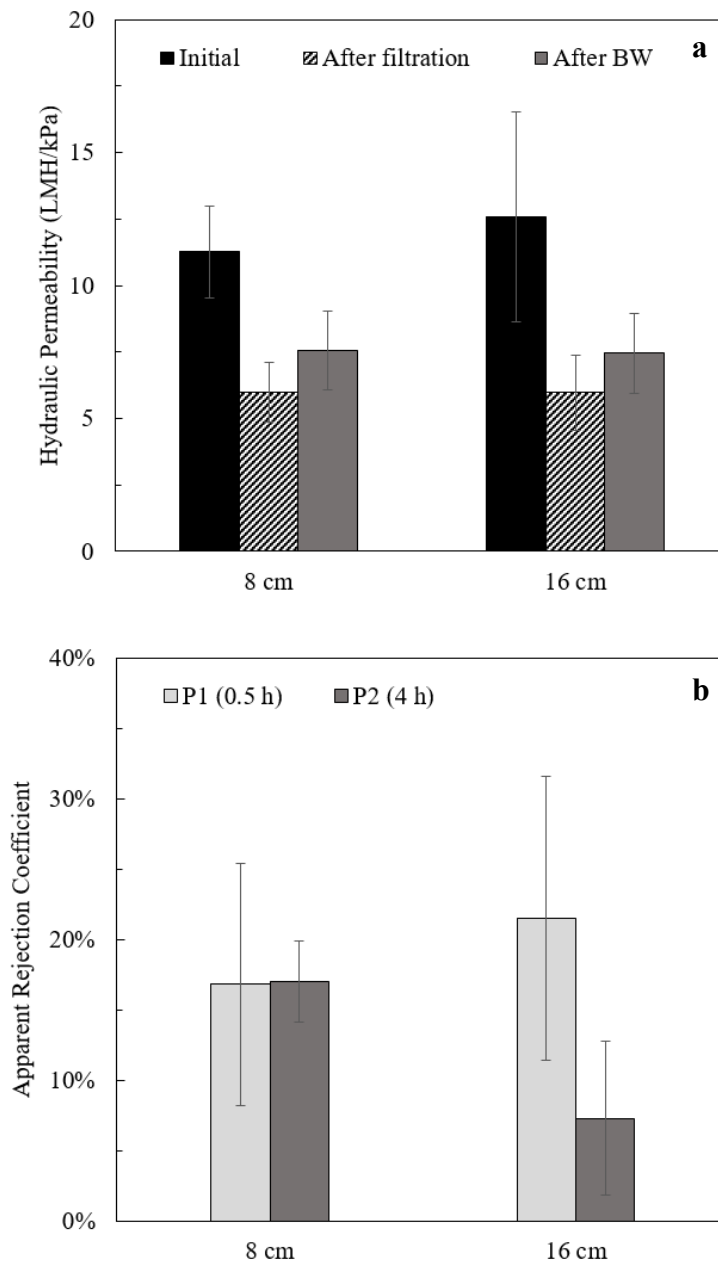 20
a
Initial After filtration After BW
15
10
5
0
Hydraulic Permeability (LMH/kPa)
8 cm 16 cm
40%
b
P1 (0.5 h) P2 (4 h)
30%
20%
10%
0%
Apparent Rejection Coefficient
8 cm 16 cm